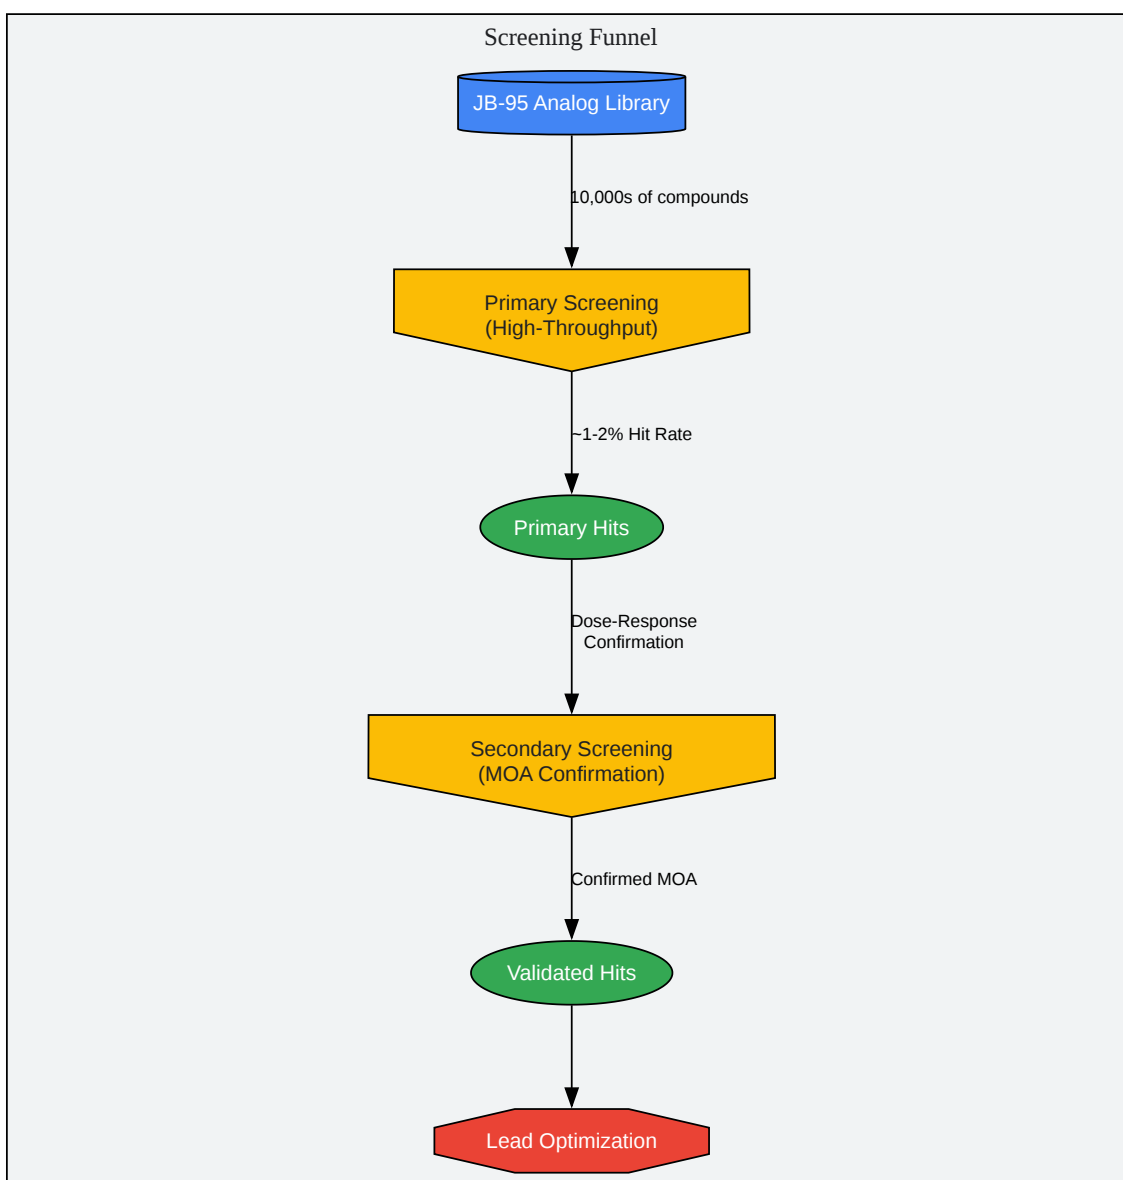 Screening Funnel
JB-95 Analog Library
10,000s of compounds
Primary Screening
(High-Throughput)
~1-2% Hit Rate
Primary Hits
Dose-Response
Confirmation
Secondary Screening
(MOA Confirmation)
Confirmed MOA
Validated Hits
Lead Optimization